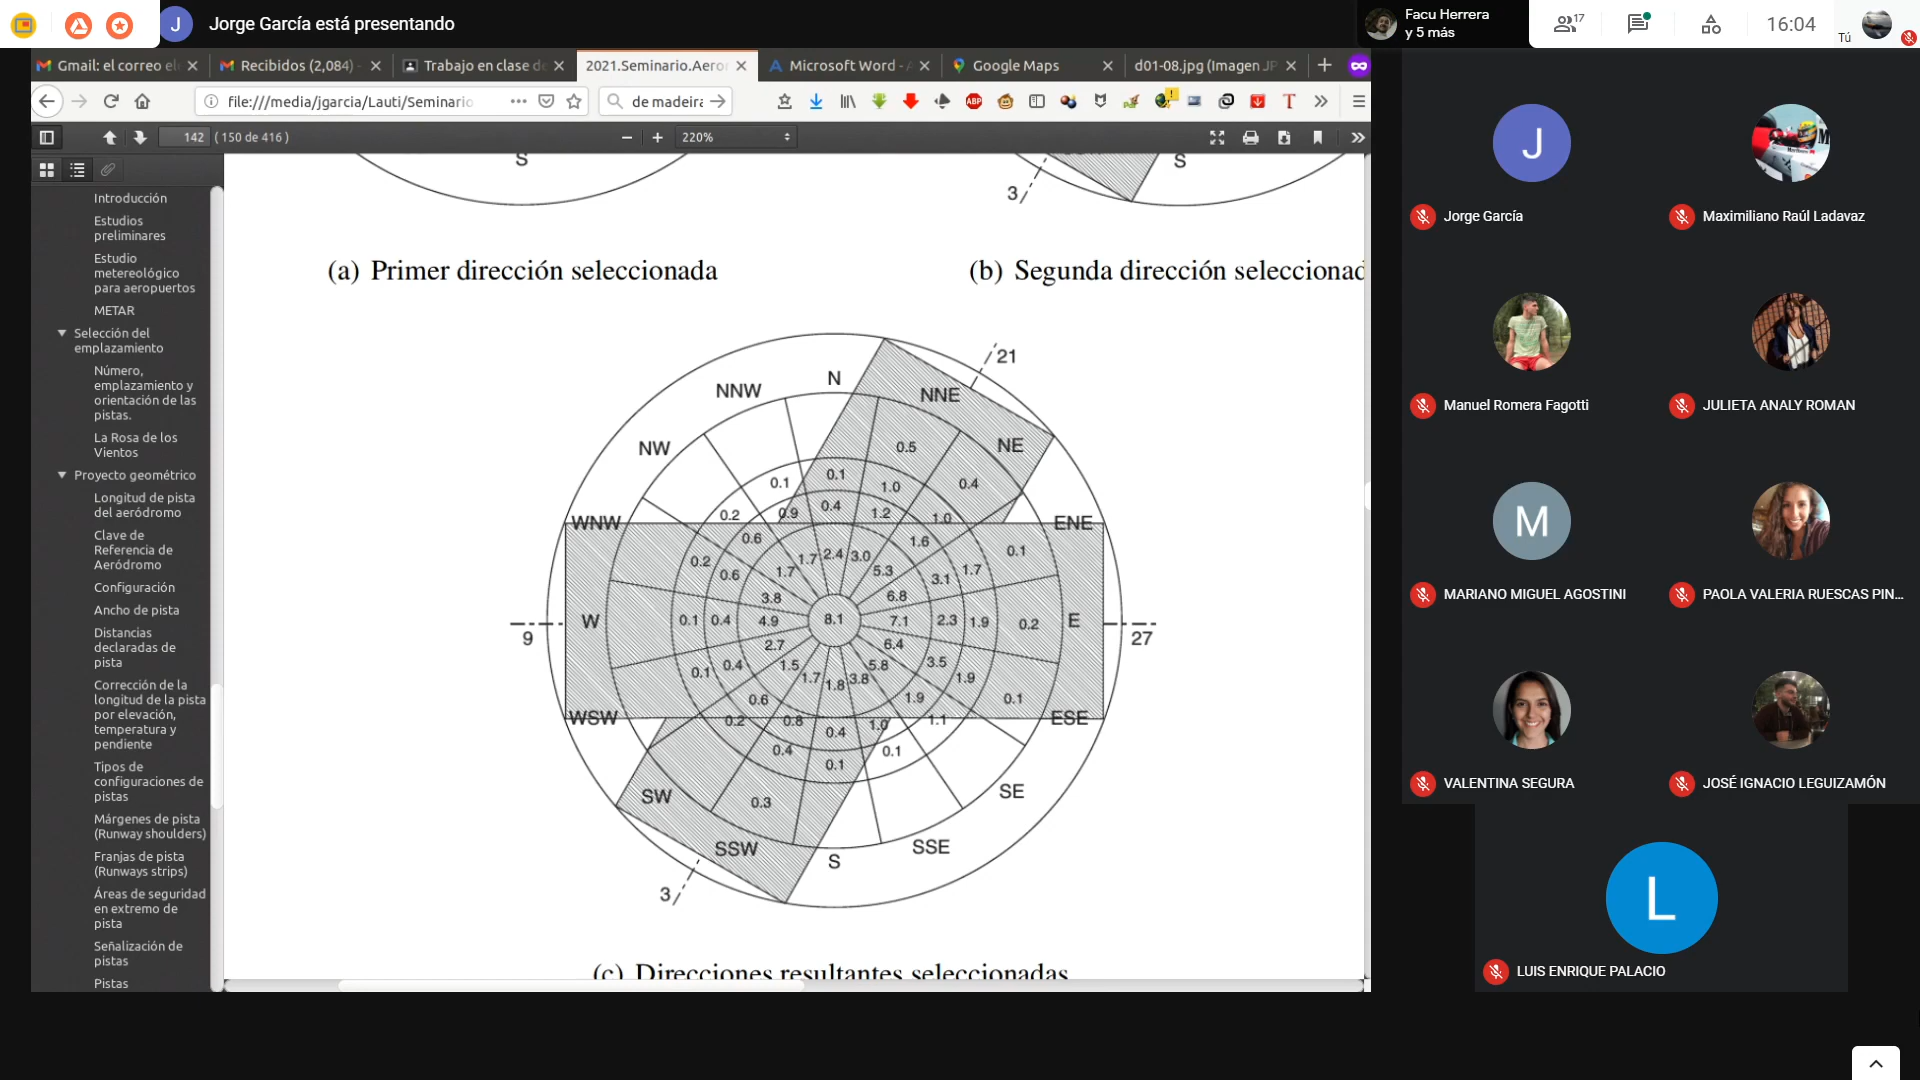 J Jorge García está presentando
Facu Herrera
y 5 más
17
16:04
Tú
Gmail: el correo el
Recibidos (2,084)
Trabajo en clase de
2021.Seminario.Aeror
Microsoft Word -
Google Maps
d01-08.jpg (Imagen JP
file:///media/jgarcia/Lauti/Seminario
de madeira
ABP
142 (150 de 416)
220%
Introducción
Estudios
preliminares
Estudio
metereológico
para aeropuertos
METAR
Selección del
emplazamiento
Número,
emplazamiento y
orientación de las
pistas.
La Rosa de los
Vientos
Proyecto geométrico
Longitud de pista
del aeródromo
Clave de
Referencia de
Aeródromo
Configuración
Ancho de pista
Distancias
declaradas de
pista
Corrección de la
longitud de la pista
por elevación,
temperatura y
pendiente
Tipos de
configuraciones de
pistas
Márgenes de pista
(Runway shoulders)
Franjas de pista
(Runways strips)
Áreas de seguridad
en extremo de
pista
Señalización de
pistas
Pistas
S
S
3
(a) Primer dirección seleccionada
(b) Segunda dirección seleccionad
21
N
NNW
NNE
NW
NE
0.5
0.1 0.1 1.0 0.4
0.2 0.9 0.4 1.2 1.0
WNW
ENE
0.6 1.6
0.2 0.6 1.7 1.7 2.4 3.0 5.3 3.1 1.7 0.1
3.8 6.8
W 0.1 0.4 4.9 8.1 7.1 2.3 1.9 0.2 E
9
27
2.7 6.4
0.1 0.4 1.5 1.7 1.8 3.8 5.8 3.5 1.9
0.6 1.9 0.1
WSW
ESE
0.2 0.8 0.4 1.0 1.1
0.4 0.1 0.1
SW
SE
0.3
SSW
S
SSE
3
(c) Direcciones resultantes seleccionadas
J
Jorge García
Maximiliano Raúl Ladavaz
Manuel Romera Fagotti
JULIETA ANALY ROMAN
M
MARIANO MIGUEL AGOSTINI
PAOLA VALERIA RUESCAS PIN...
VALENTINA SEGURA
JOSÉ IGNACIO LEGUIZAMÓN
L
LUIS ENRIQUE PALACIO